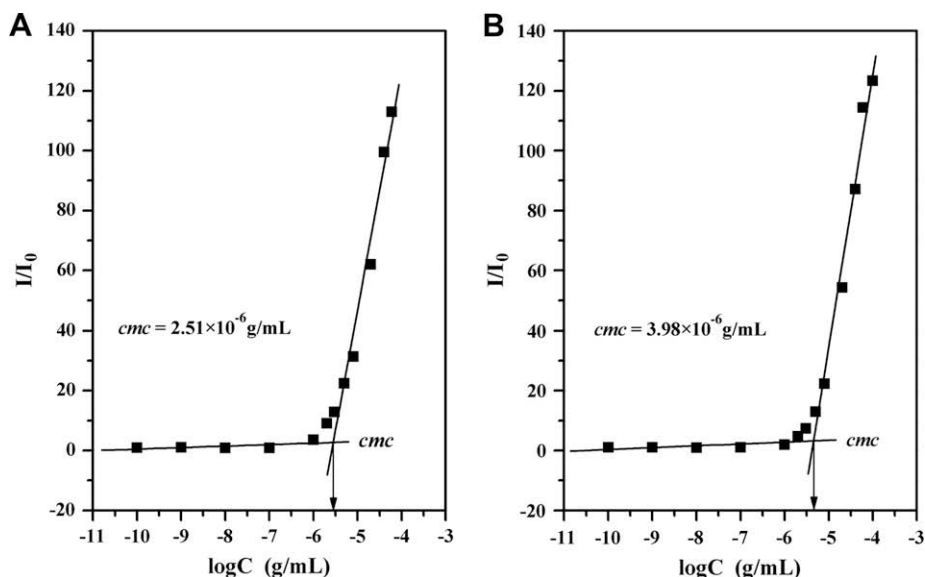 A
140
120
100
80
60
40
20
0
-20
I/I₀
cmc = 2.51×10⁻⁶g/mL
cmc
-11 -10 -9 -8 -7 -6 -5 -4 -3
logC (g/mL)
B
140
120
100
80
60
40
20
0
-20
I/I₀
cmc = 3.98×10⁻⁶g/mL
cmc
-11 -10 -9 -8 -7 -6 -5 -4 -3
logC (g/mL)